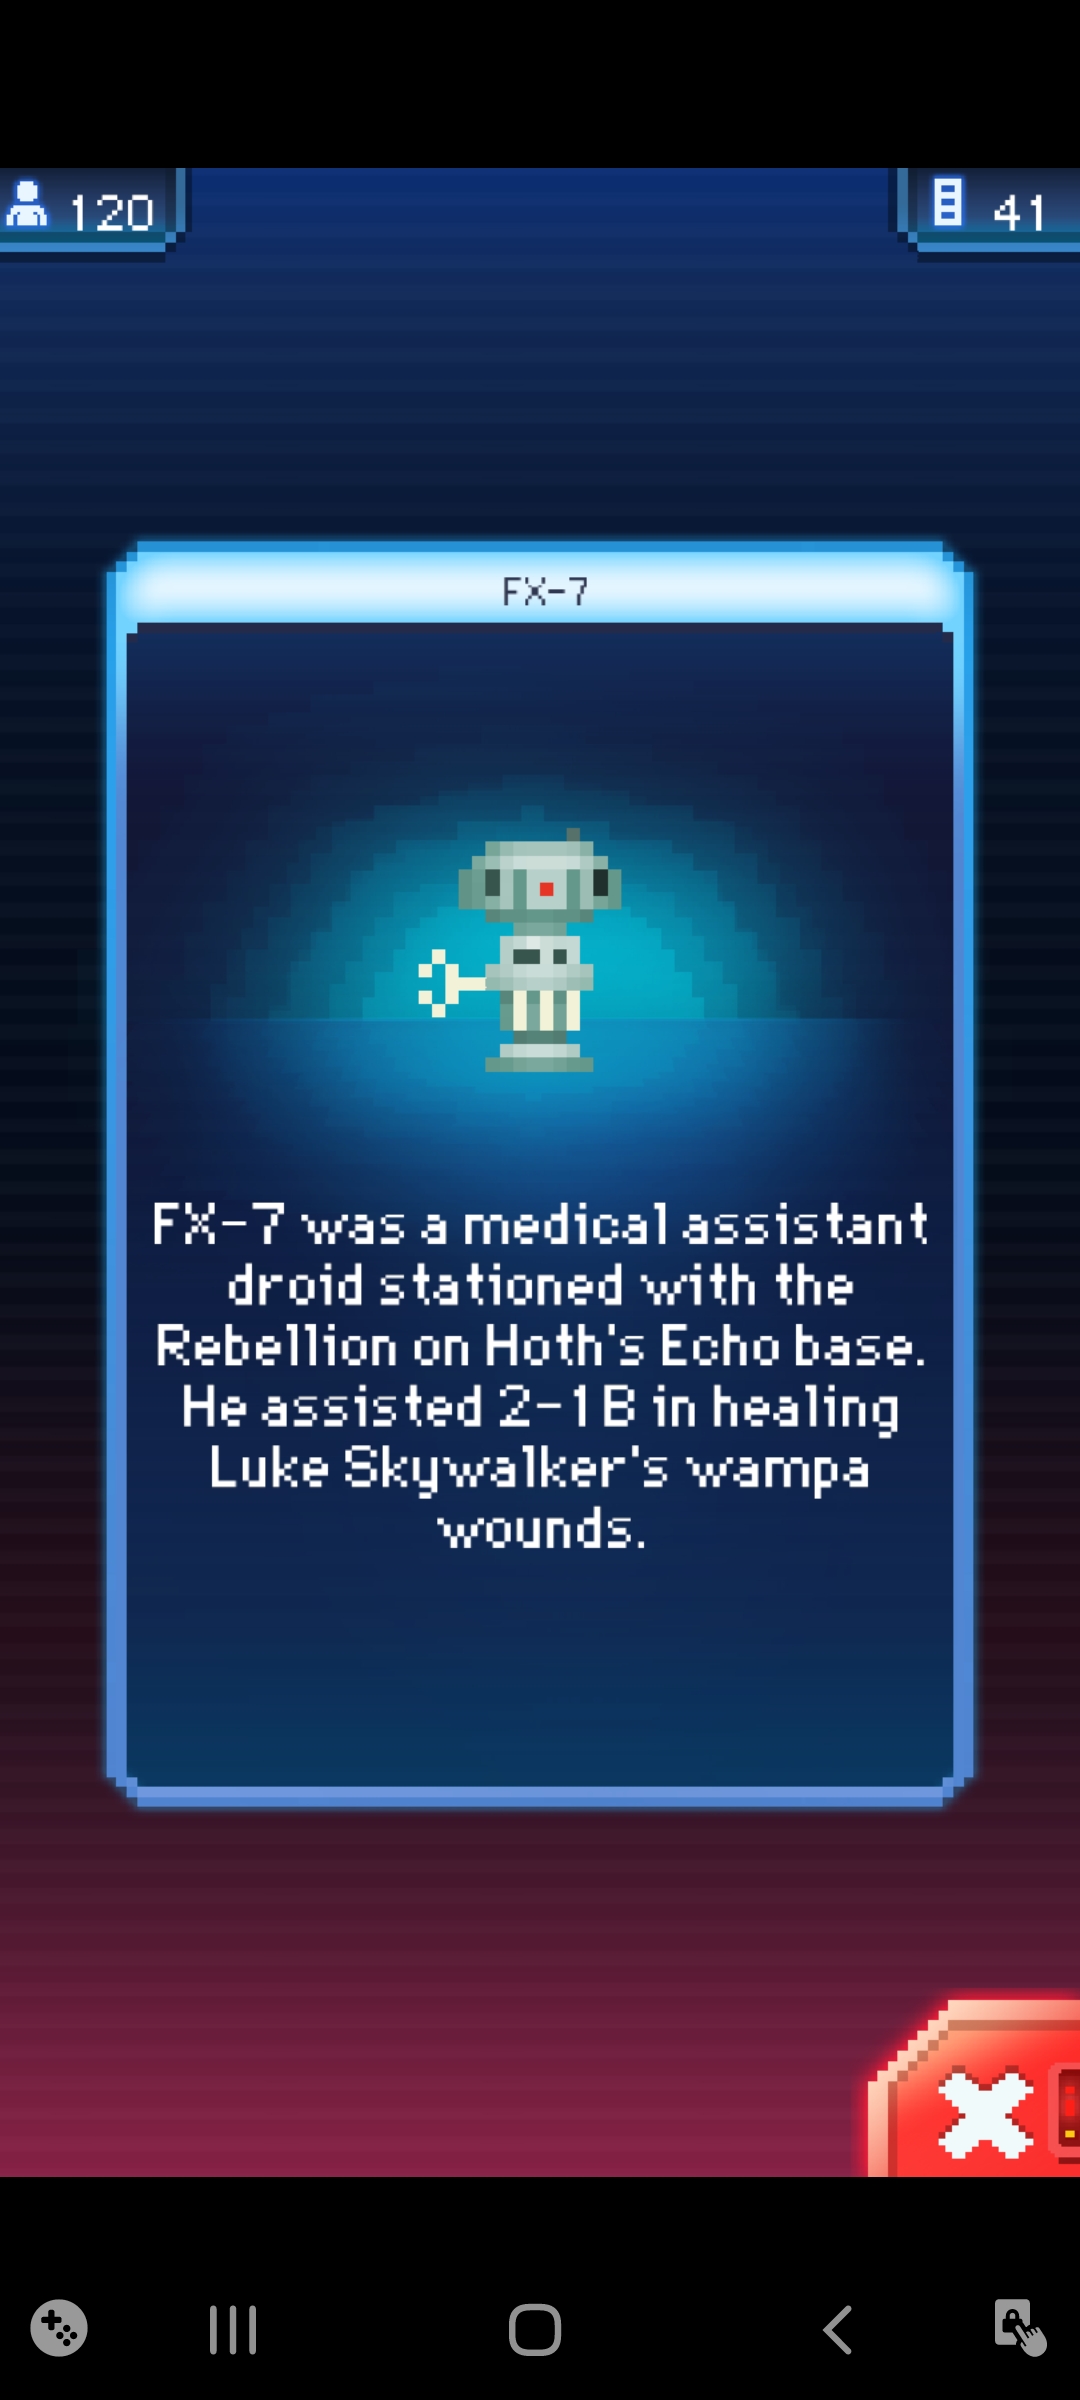 120
41
FX-7
FX-7 was a medical assistant
droid stationed with the
Rebellion on Hoth's Echo base.
He assisted 2-1B in healing
Luke Skywalker's wampa
wounds.